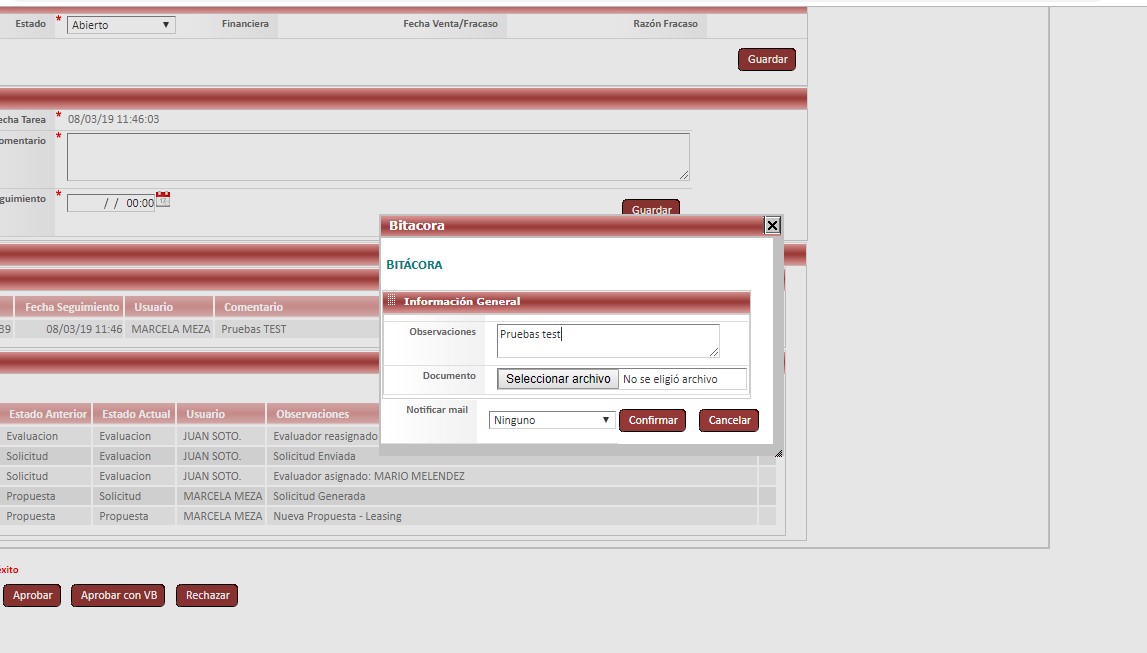 Estado * Abierto Financiera Fecha Venta/Fracaso Razón Fracaso
Guardar
echa Tarea * 08/03/19 11:46:03
omentario *
guimiento * / / 00:00
Guardar
Bitacora
BITÁCORA
Información General
Observaciones Pruebas test
Documento Seleccionar archivo No se eligió archivo
Notificar mail Ninguno Confirmar Cancelar
Fecha Seguimiento Usuario Comentario
39 08/03/19 11:46 MARCELA MEZA Pruebas TEST
Estado Anterior Estado Actual Usuario Observaciones
Evaluacion Evaluacion JUAN SOTO. Evaluador reasignado
Solicitud Evaluacion JUAN SOTO. Solicitud Enviada
Solicitud Evaluacion JUAN SOTO. Evaluador asignado: MARIO MELENDEZ
Propuesta Solicitud MARCELA MEZA Solicitud Generada
Propuesta Propuesta MARCELA MEZA Nueva Propuesta - Leasing
éxito
Aprobar Aprobar con VB Rechazar